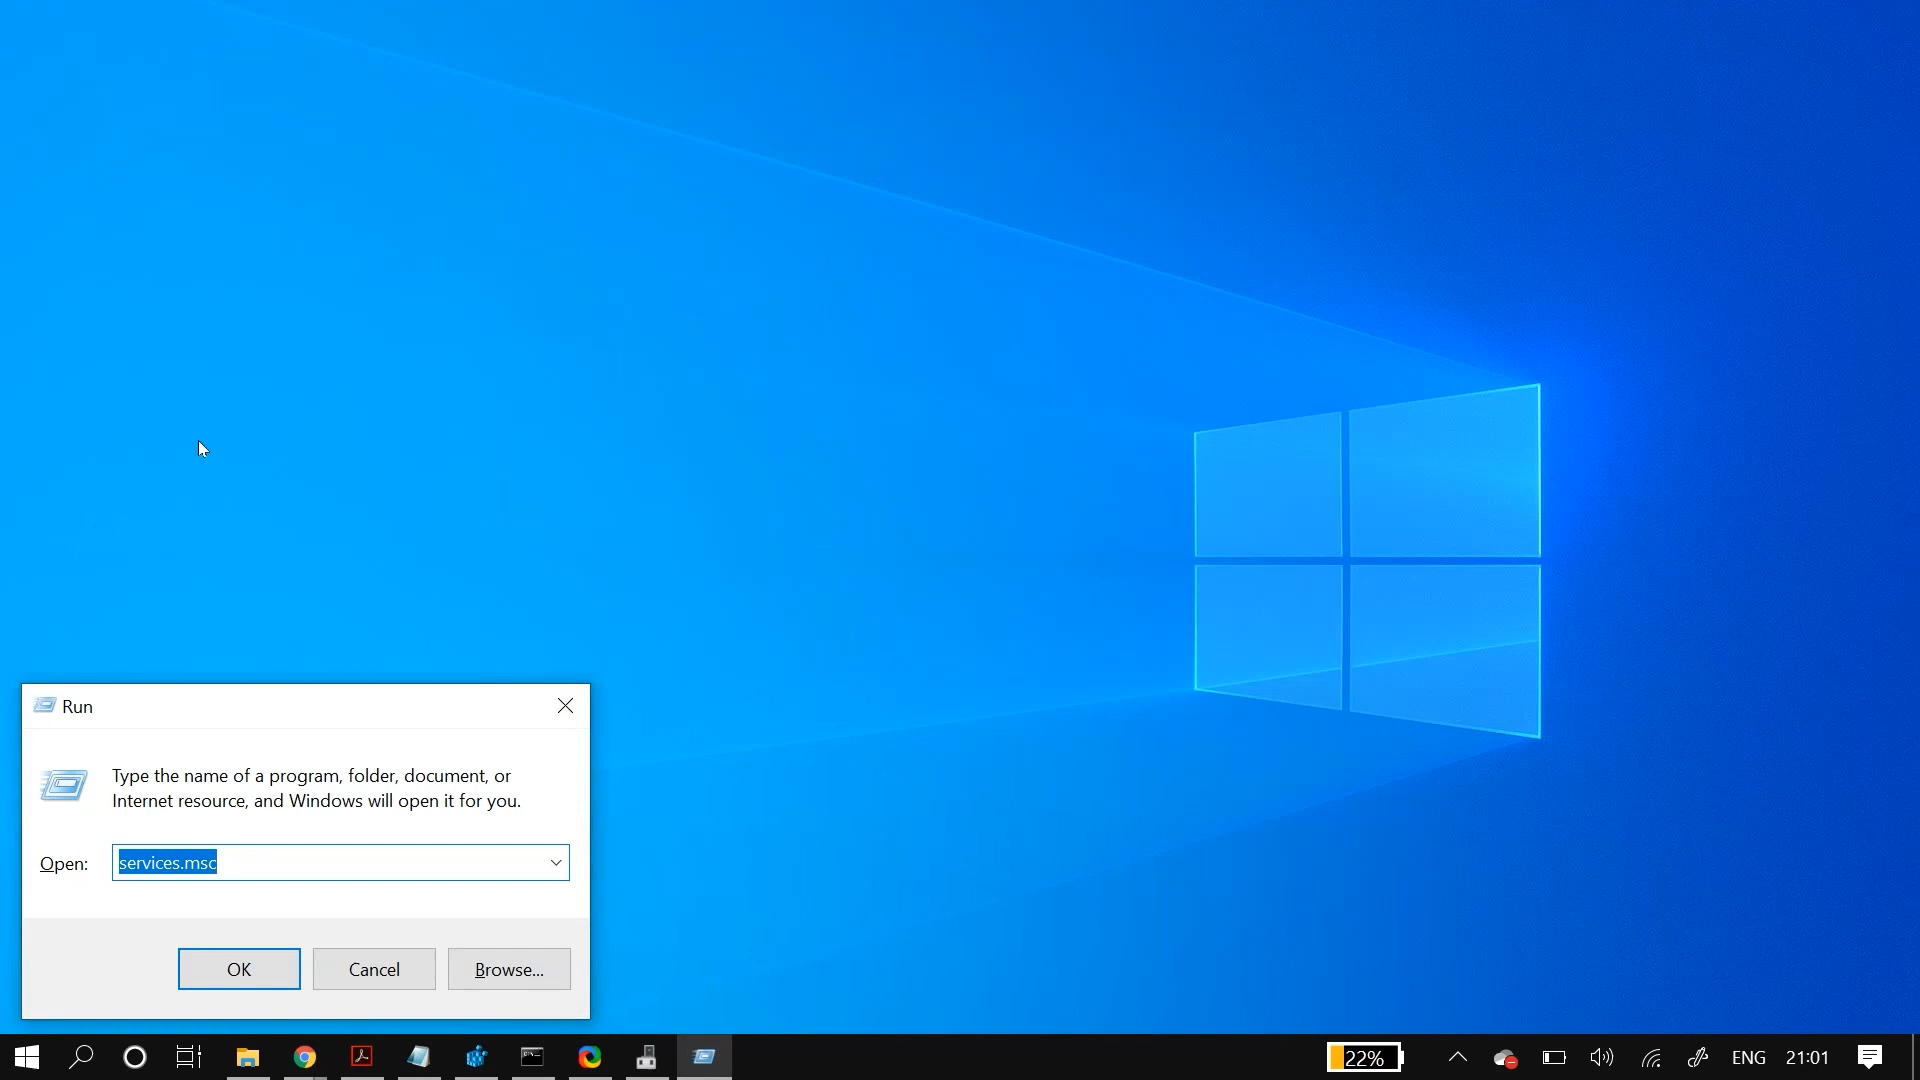 Run
Type the name of a program, folder, document, or
Internet resource, and Windows will open it for you.
Open: services.msc
OK Cancel Browse...
22% ENG 21:01